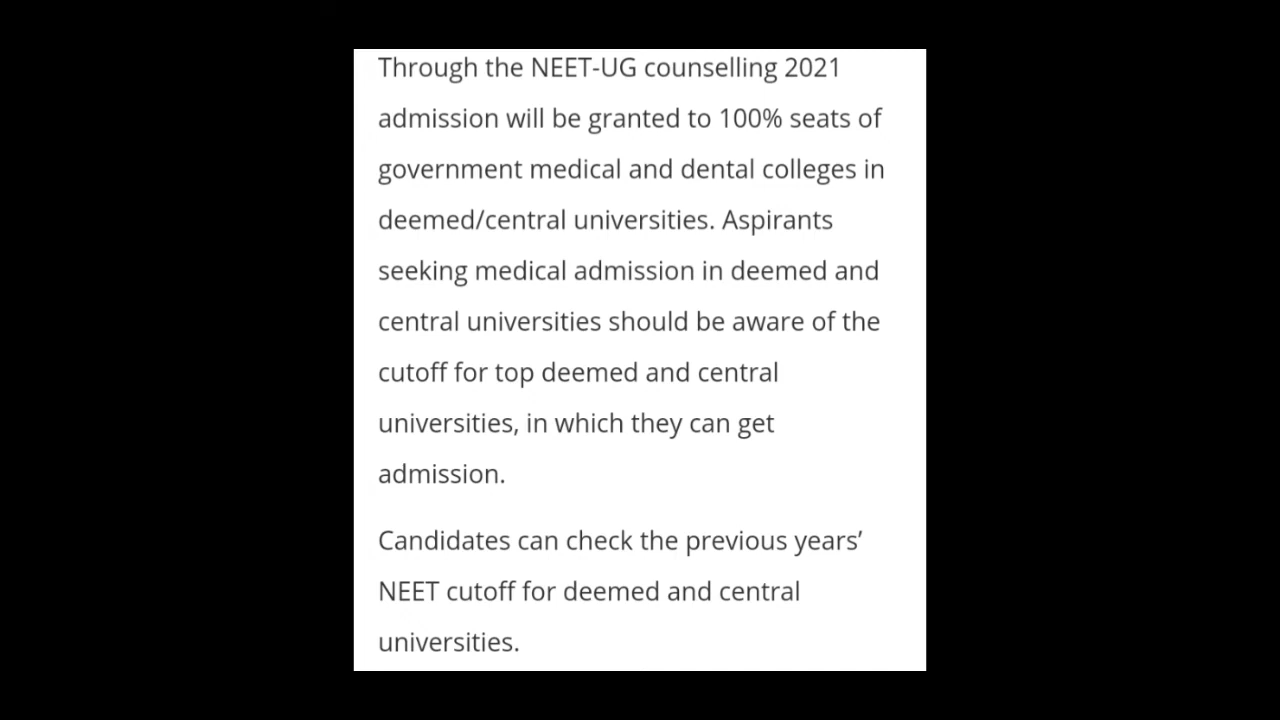 Through the NEET-UG counselling 2021
admission will be granted to 100% seats of
government medical and dental colleges in
deemed/central universities. Aspirants
seeking medical admission in deemed and
central universities should be aware of the
cutoff for top deemed and central
universities, in which they can get
admission.
Candidates can check the previous years’
NEET cutoff for deemed and central
universities.